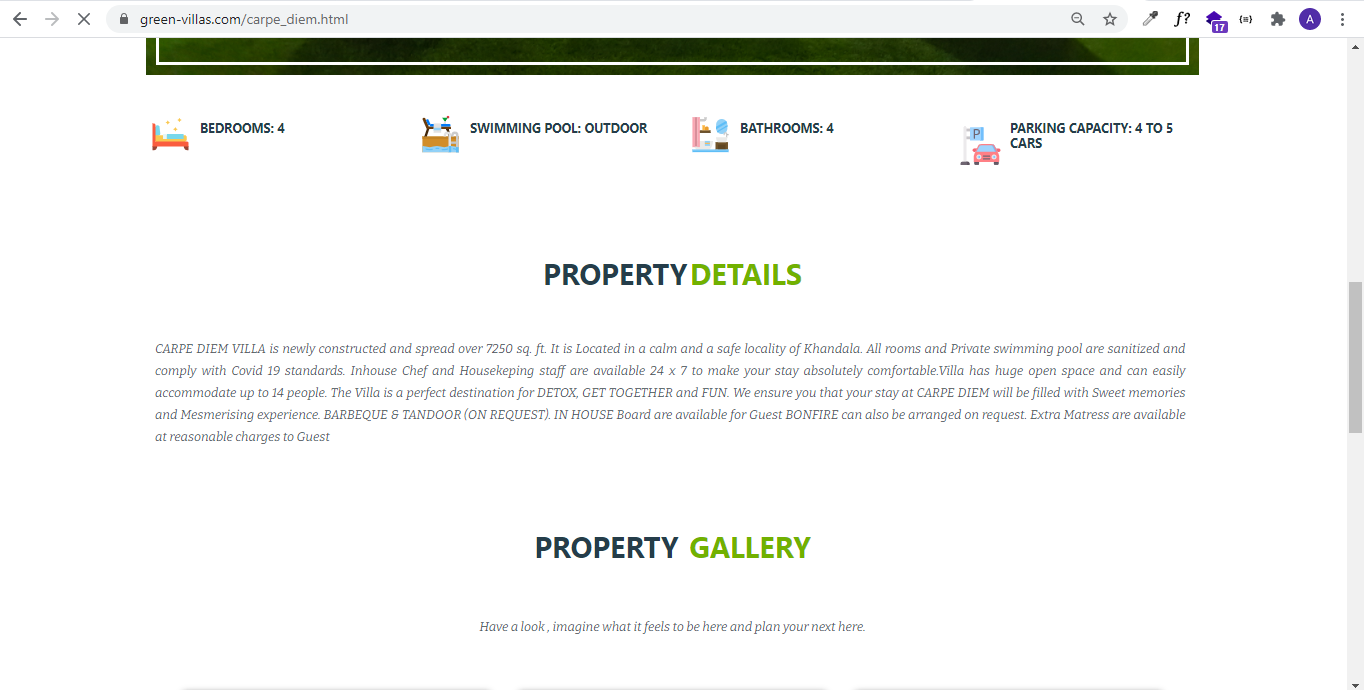 green-villas.com/carpe_diem.html
f?
17
A
BEDROOMS: 4
SWIMMING POOL: OUTDOOR
BATHROOMS: 4
P
PARKING CAPACITY: 4 TO 5
CARS
PROPERTY DETAILS
CARPE DIEM VILLA is newly constructed and spread over 7250 sq. ft. It is Located in a calm and a safe locality of Khandala. All rooms and Private swimming pool are sanitized and
comply with Covid 19 standards. Inhouse Chef and Housekeping staff are available 24 x 7 to make your stay absolutely comfortable.Villa has huge open space and can easily
accommodate up to 14 people. The Villa is a perfect destination for DETOX, GET TOGETHER and FUN. We ensure you that your stay at CARPE DIEM will be filled with Sweet memories
and Mesmerising experience. BARBEQUE & TANDOOR (ON REQUEST). IN HOUSE Board are available for Guest BONFIRE can also be arranged on request. Extra Matress are available
at reasonable charges to Guest
PROPERTY GALLERY
Have a look , imagine what it feels to be here and plan your next here.